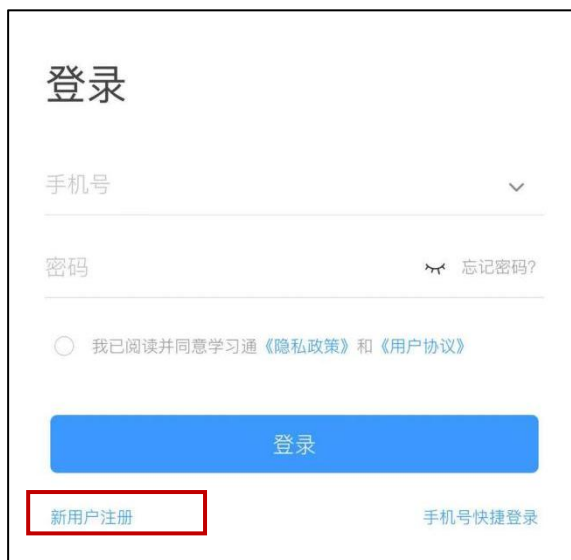 登录
手机号
密码 忘记密码?
我已阅读并同意学习通《隐私政策》和《用户协议》
登录
新用户注册 手机号快捷登录